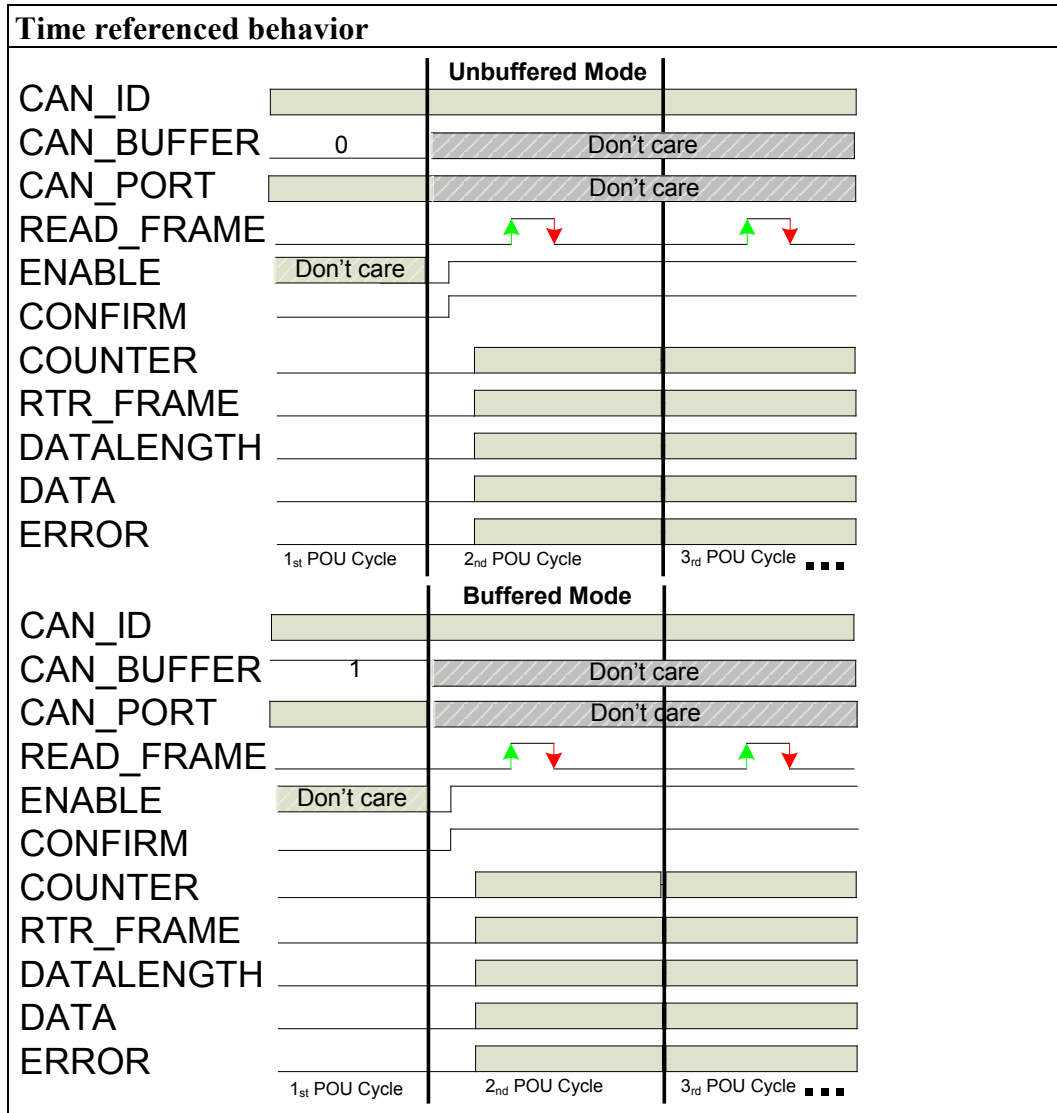 Time referenced behavior
Unbuffered Mode
CAN_ID
CAN_BUFFER 0 Don't care
CAN_PORT Don't care
READ_FRAME
ENABLE Don't care
CONFIRM
COUNTER
RTR_FRAME
DATALENGTH
DATA
ERROR
1st POU Cycle 2nd POU Cycle 3rd POU Cycle ...
Buffered Mode
CAN_ID
CAN_BUFFER 1 Don't care
CAN_PORT Don't care
READ_FRAME
ENABLE Don't care
CONFIRM
COUNTER
RTR_FRAME
DATALENGTH
DATA
ERROR
1st POU Cycle 2nd POU Cycle 3rd POU Cycle ...